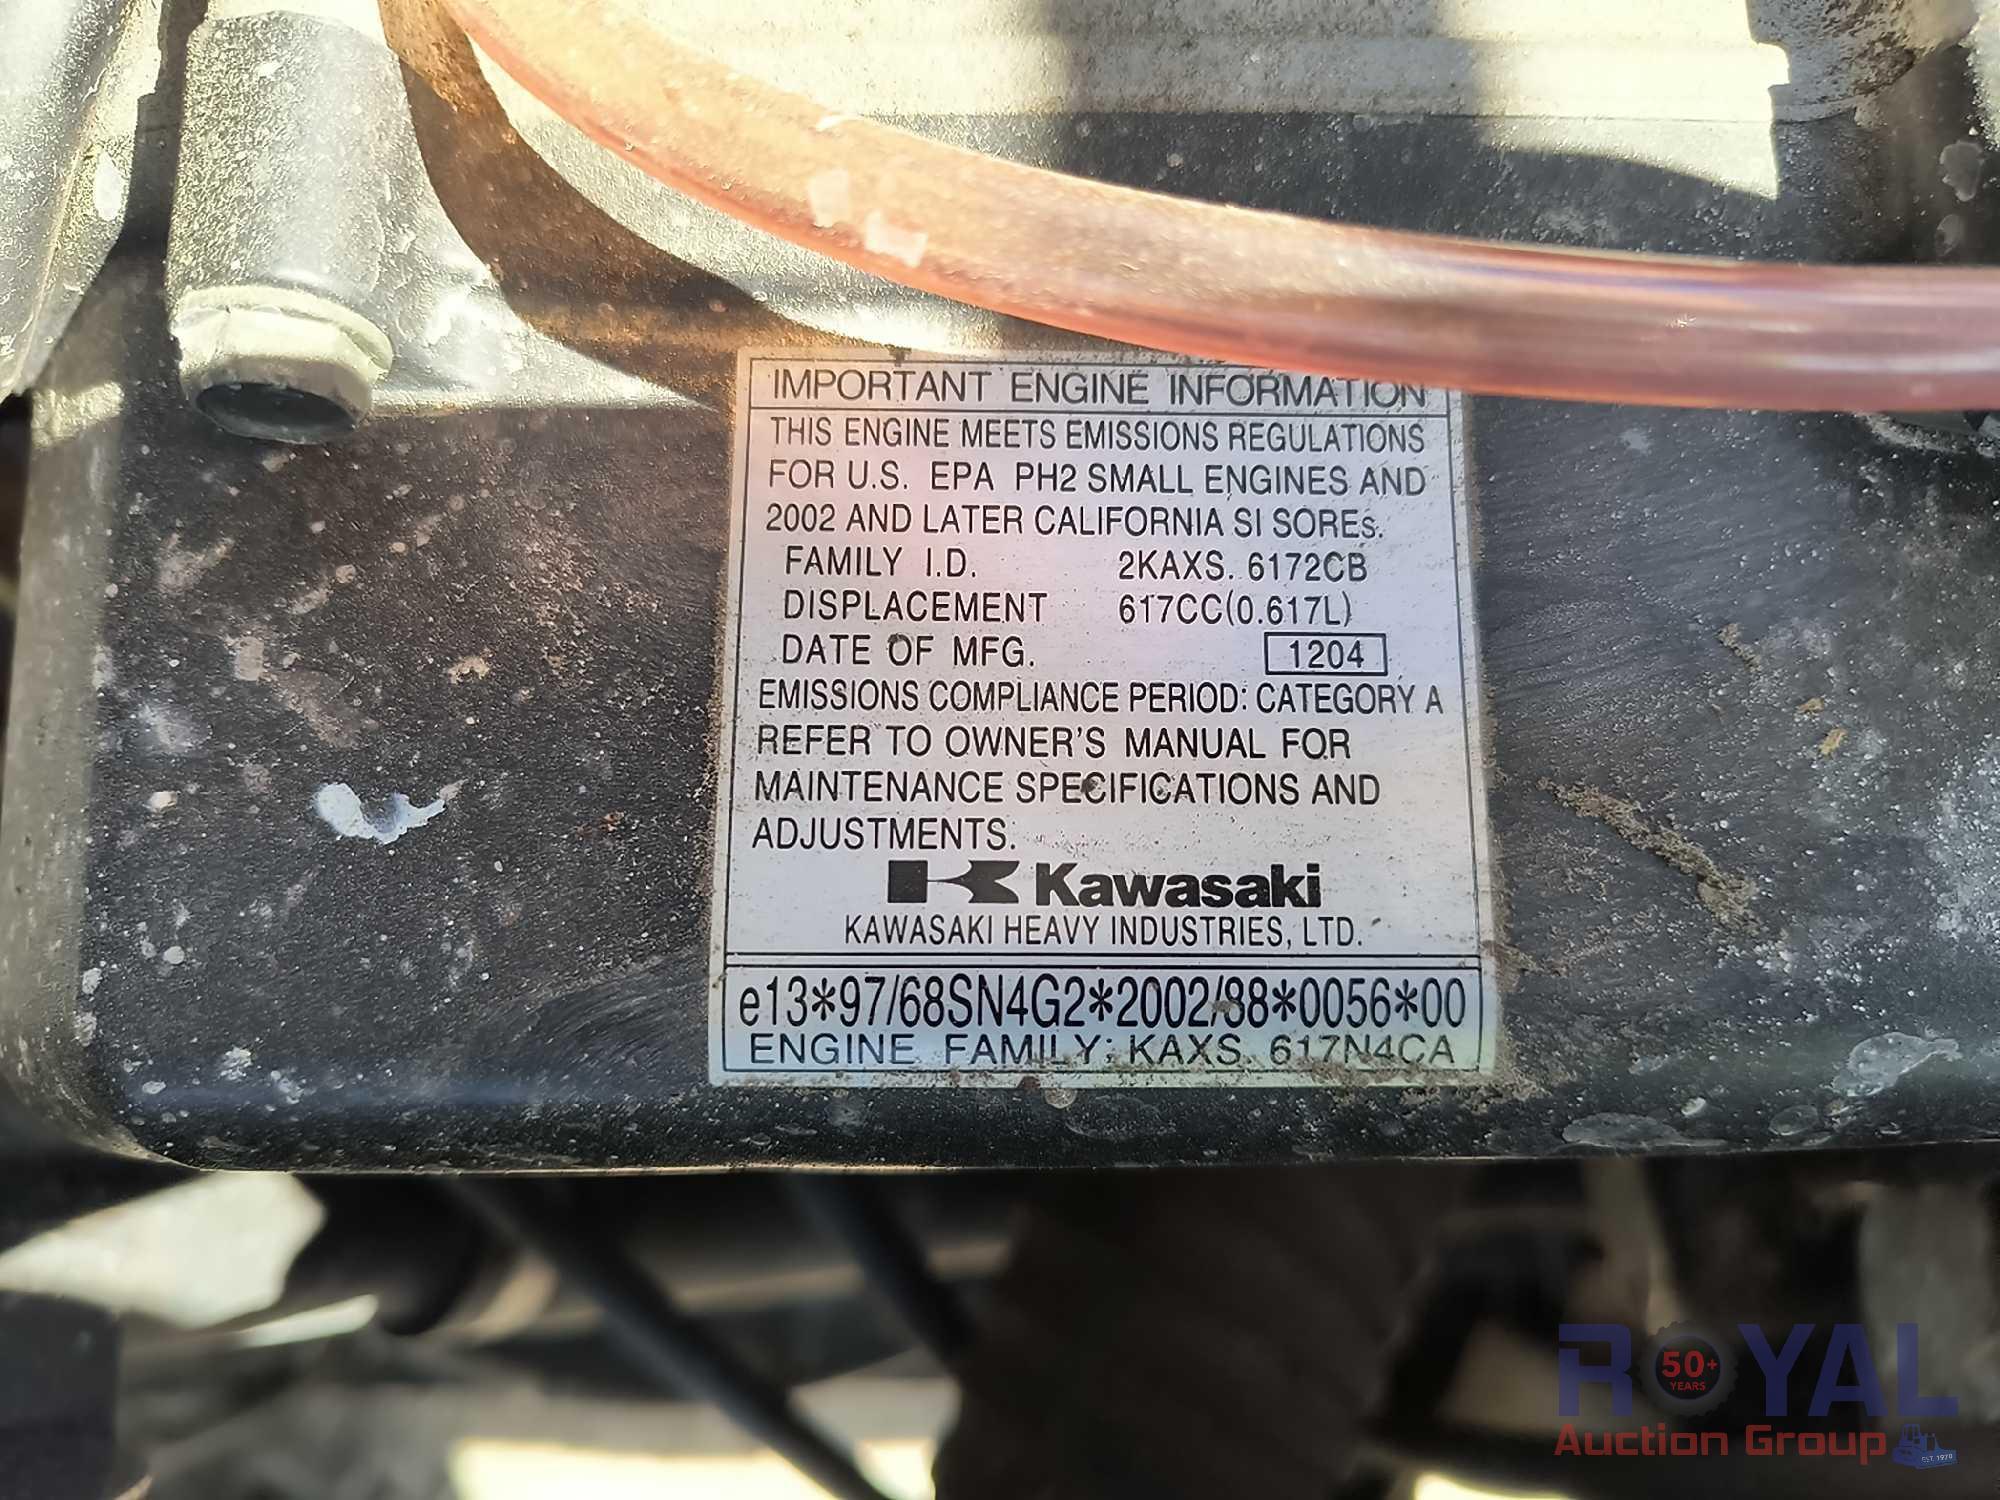 IMPORTANT ENGINE INFORMATION
THIS ENGINE MEETS EMISSIONS REGULATIONS
FOR U.S. EPA PH2 SMALL ENGINES AND
2002 AND LATER CALIFORNIA SI SOREs.
FAMILY I.D. 2KAXS. 6172CB
DISPLACEMENT 617CC(0.617L)
DATE OF MFG. 1204
EMISSIONS COMPLIANCE PERIOD: CATEGORY A
REFER TO OWNER'S MANUAL FOR
MAINTENANCE SPECIFICATIONS AND
ADJUSTMENTS.
Kawasaki
KAWASAKI HEAVY INDUSTRIES, LTD.
e13*97/68SN4G2*2002/88*0056*00
ENGINE FAMILY: KAXS. 617N4CA
ROYAL
50+
YEARS
Auction Group
EST. 1970